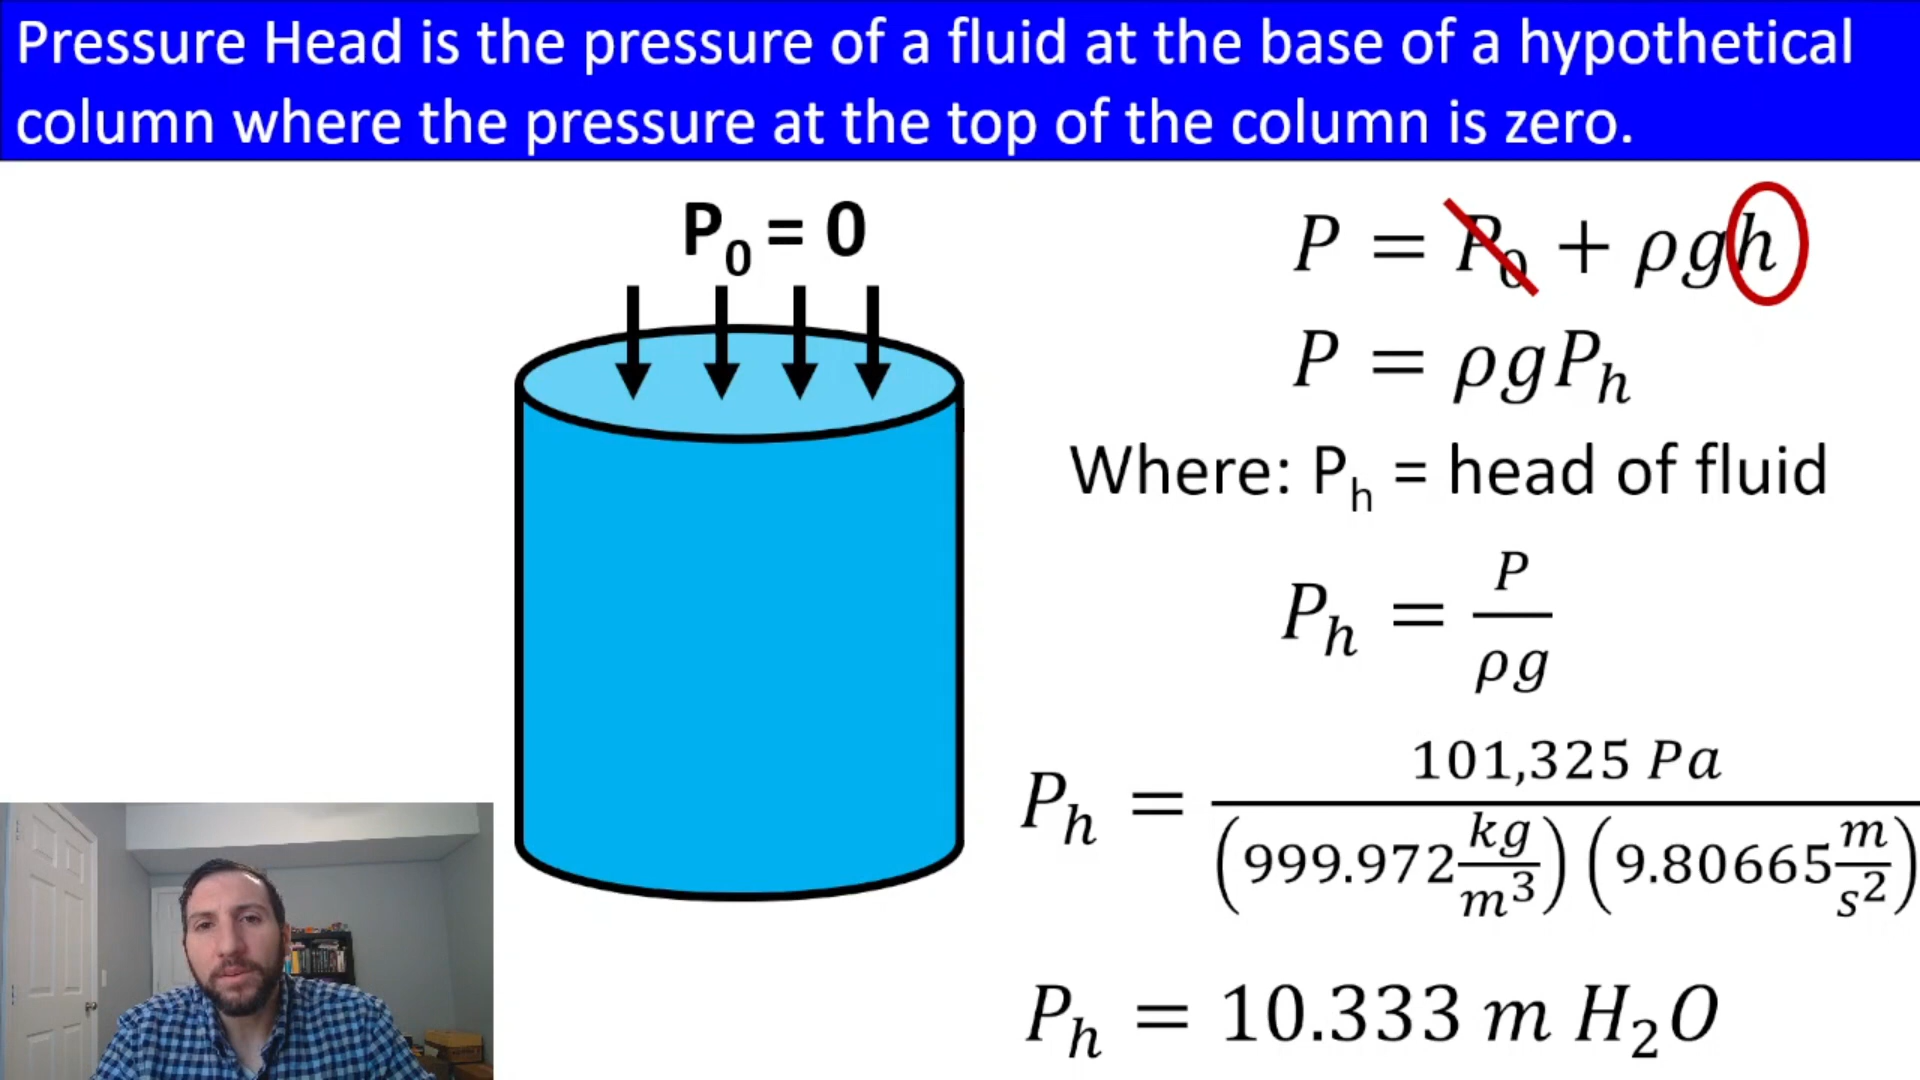 Pressure Head is the pressure of a fluid at the base of a hypothetical
column where the pressure at the top of the column is zero.
P₀ = 0
P = P₀ + ρgh
P = ρgPₕ
Where: Pₕ = head of fluid
Pₕ = P / ρg
Pₕ = 101,325 Pa / (999.972 kg/m³) (9.80665 m/s²)
Pₕ = 10.333 m H₂O